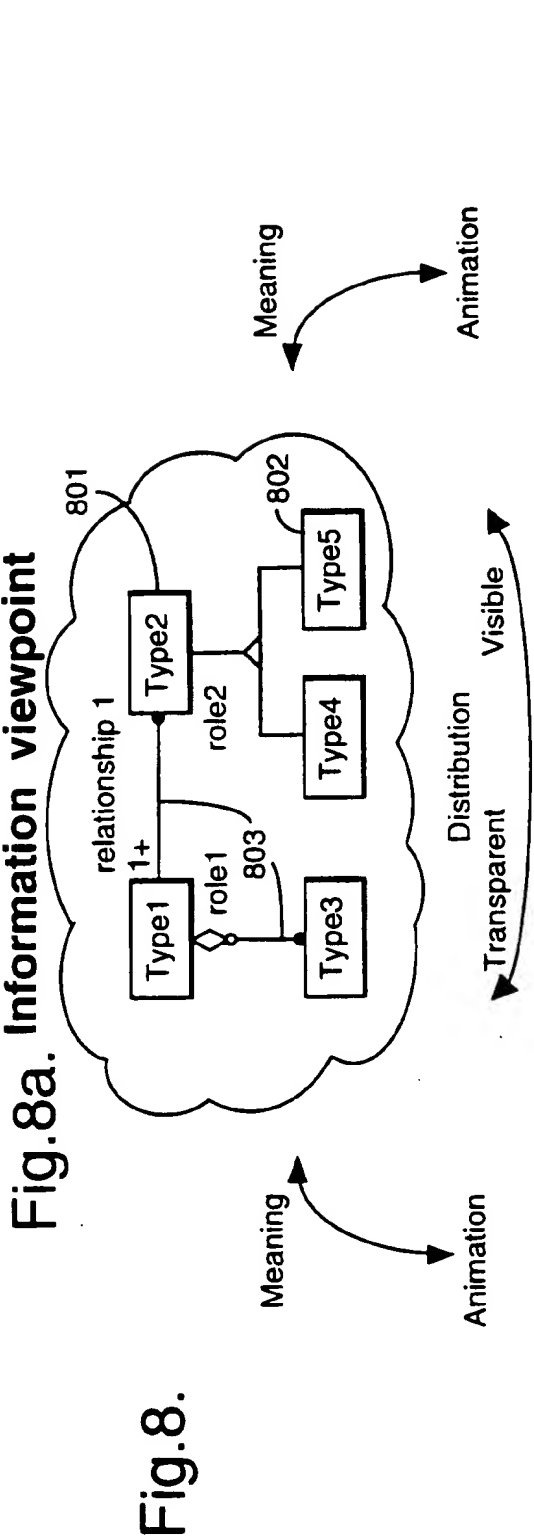 Fig.8.
Fig.8a. Information viewpoint
relationship 1
801
1+
Type1
Type2
role1
role2
803
802
Type3
Type4
Type5
Meaning
Meaning
Animation
Animation
Distribution
Transparent
Visible